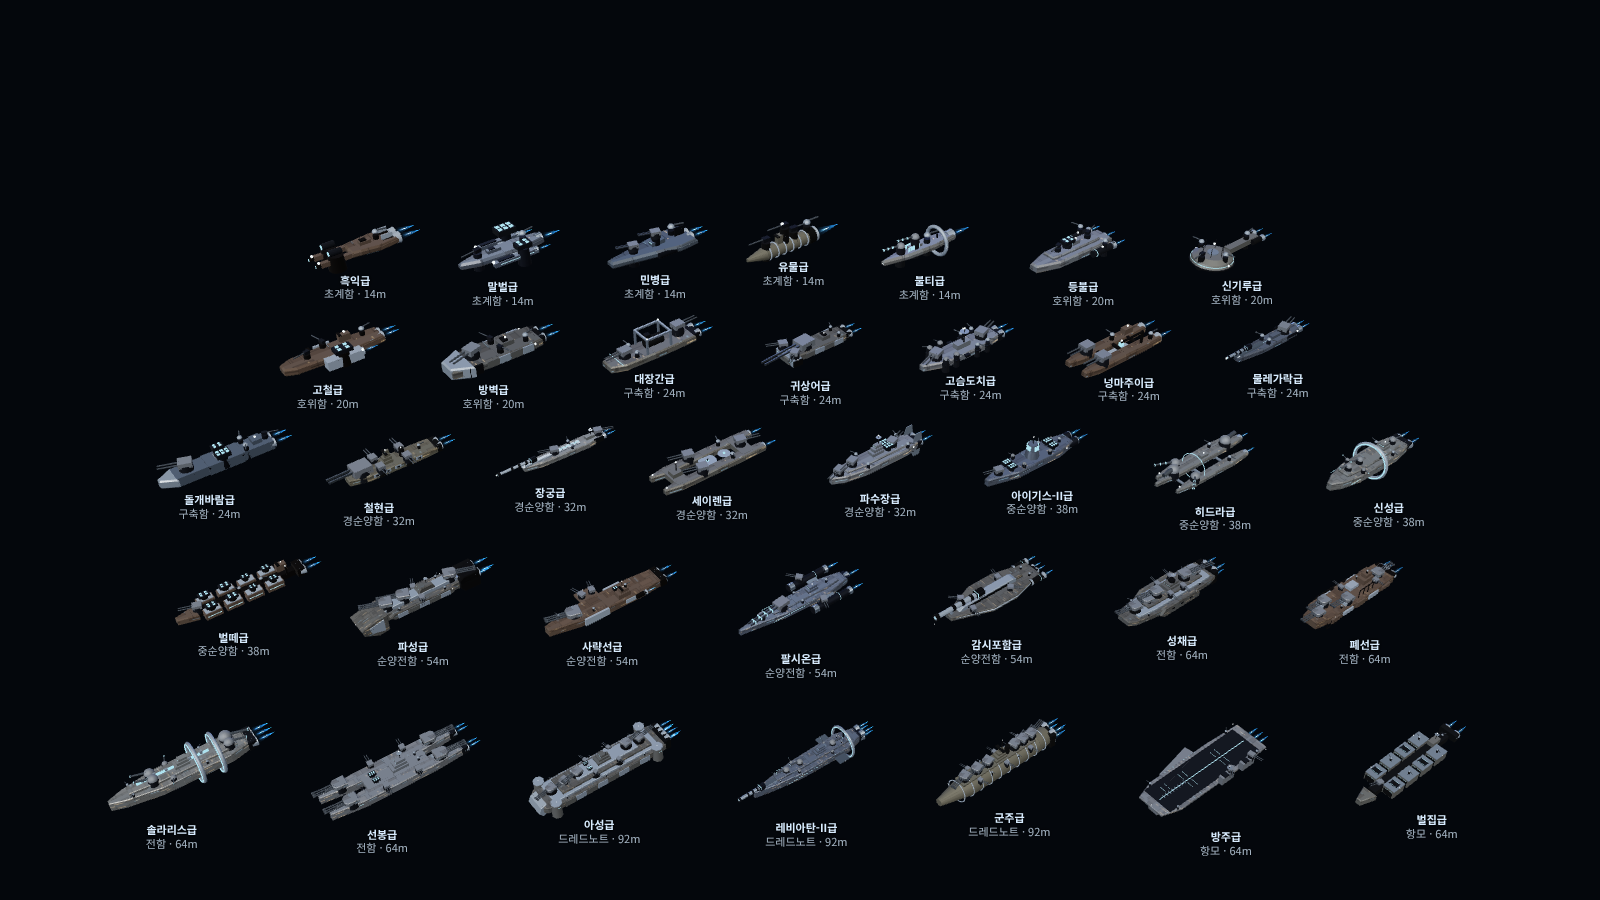 흑익급
초계함 · 14m
말벌급
초계함 · 14m
민병급
초계함 · 14m
유물급
초계함 · 14m
불티급
초계함 · 14m
등불급
호위함 · 20m
신기루급
호위함 · 20m
고철급
호위함 · 20m
방벽급
호위함 · 20m
대장간급
구축함 · 24m
귀상어급
구축함 · 24m
고슴도치급
구축함 · 24m
넝마주이급
구축함 · 24m
물레가락급
구축함 · 24m
돌개바람급
구축함 · 24m
철현급
경순양함 · 32m
장궁급
경순양함 · 32m
세이렌급
경순양함 · 32m
파수장급
경순양함 · 32m
아이기스-II급
중순양함 · 38m
히드라급
중순양함 · 38m
신성급
중순양함 · 38m
벌떼급
중순양함 · 38m
파성급
순양전함 · 54m
사략선급
순양전함 · 54m
팔시온급
순양전함 · 54m
감시포함급
순양전함 · 54m
성채급
전함 · 64m
폐선급
전함 · 64m
솔라리스급
전함 · 64m
선봉급
전함 · 64m
아성급
드레드노트 · 92m
레비아탄-II급
드레드노트 · 92m
군주급
드레드노트 · 92m
방주급
항모 · 64m
벌집급
항모 · 64m